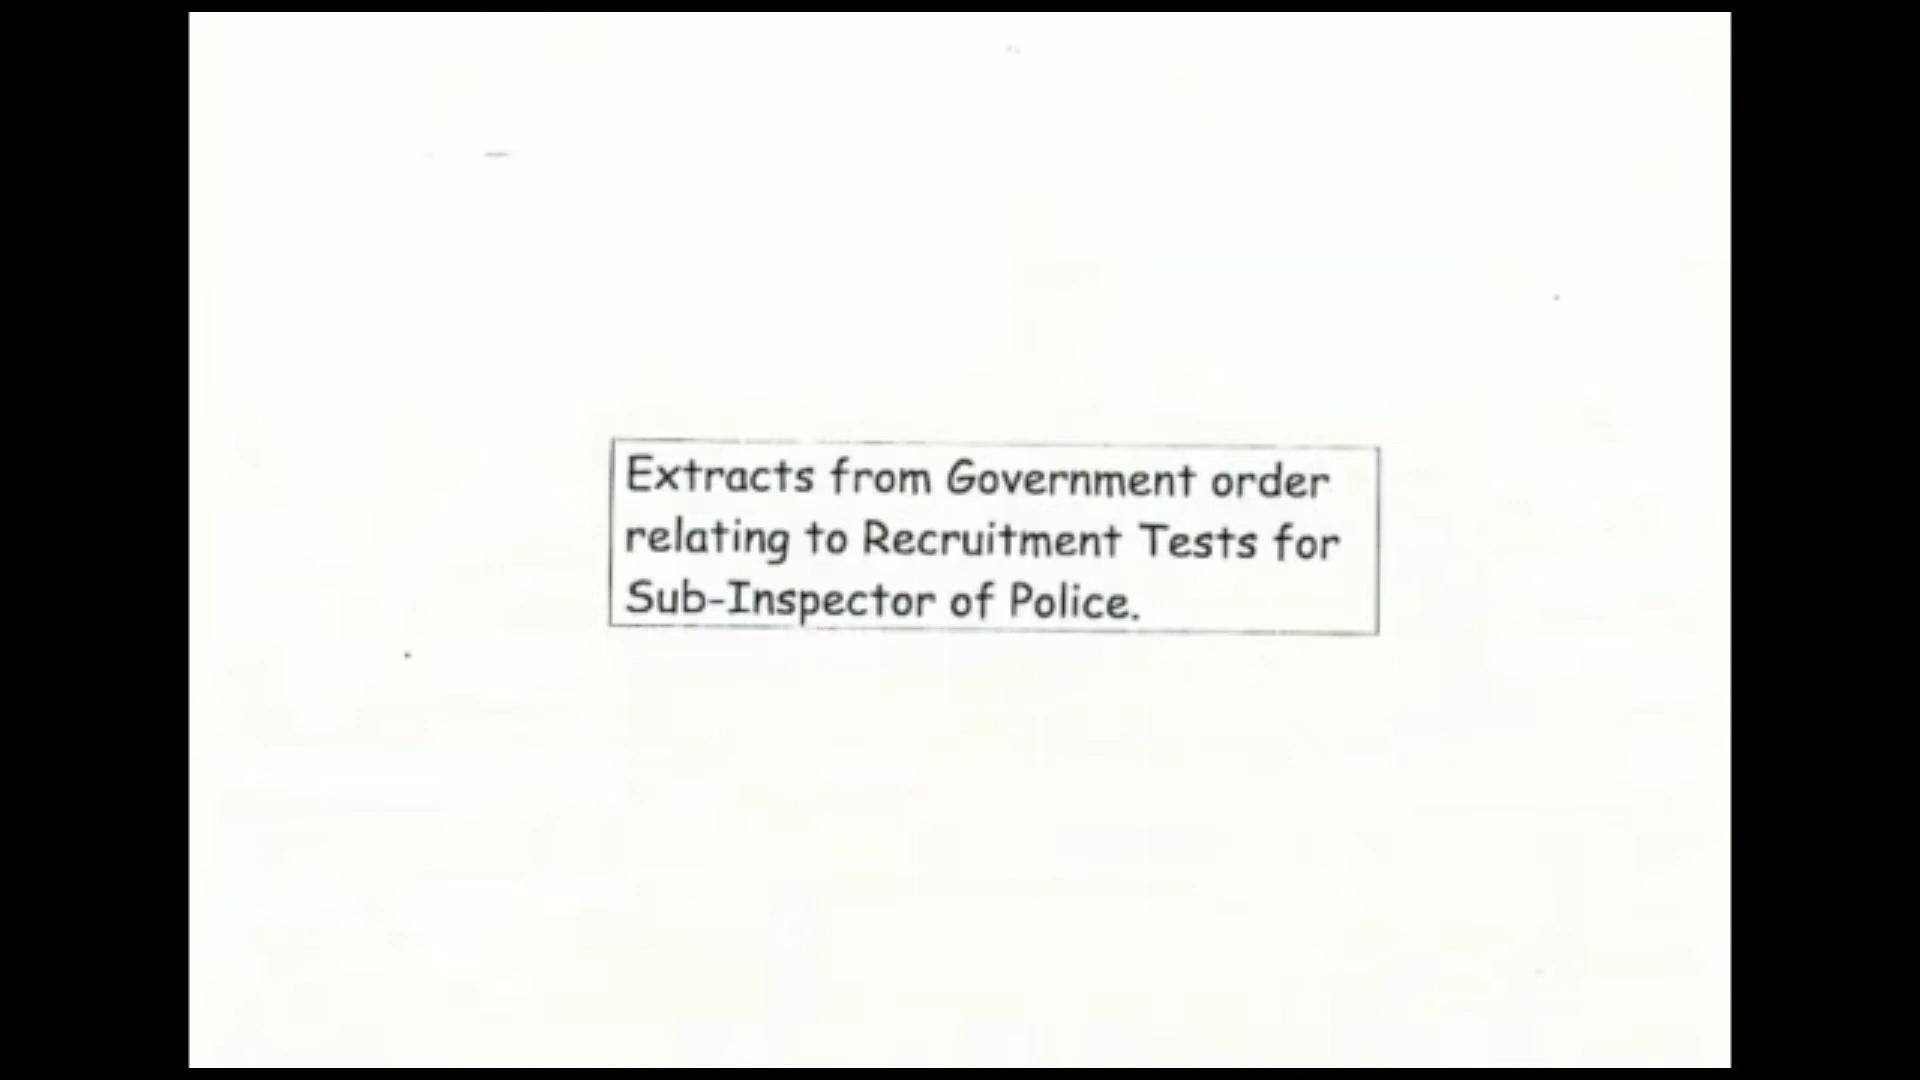 Extracts from Government order
relating to Recruitment Tests for
Sub-Inspector of Police.